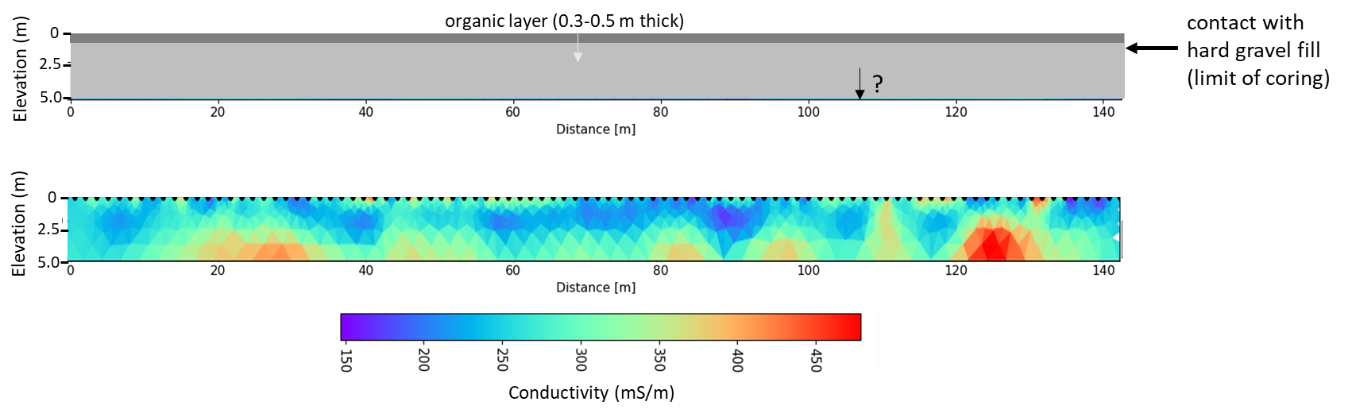 organic layer (0.3-0.5 m thick)
contact with
hard gravel fill
(limit of coring)
Elevation (m)
0
2.5
5.0
?
0 20 40 60 80 100 120 140
Distance [m]
Elevation (m)
0
2.5
5.0
0 20 40 60 80 100 120 140
Distance [m]
150 200 250 300 350 400 450
Conductivity (mS/m)